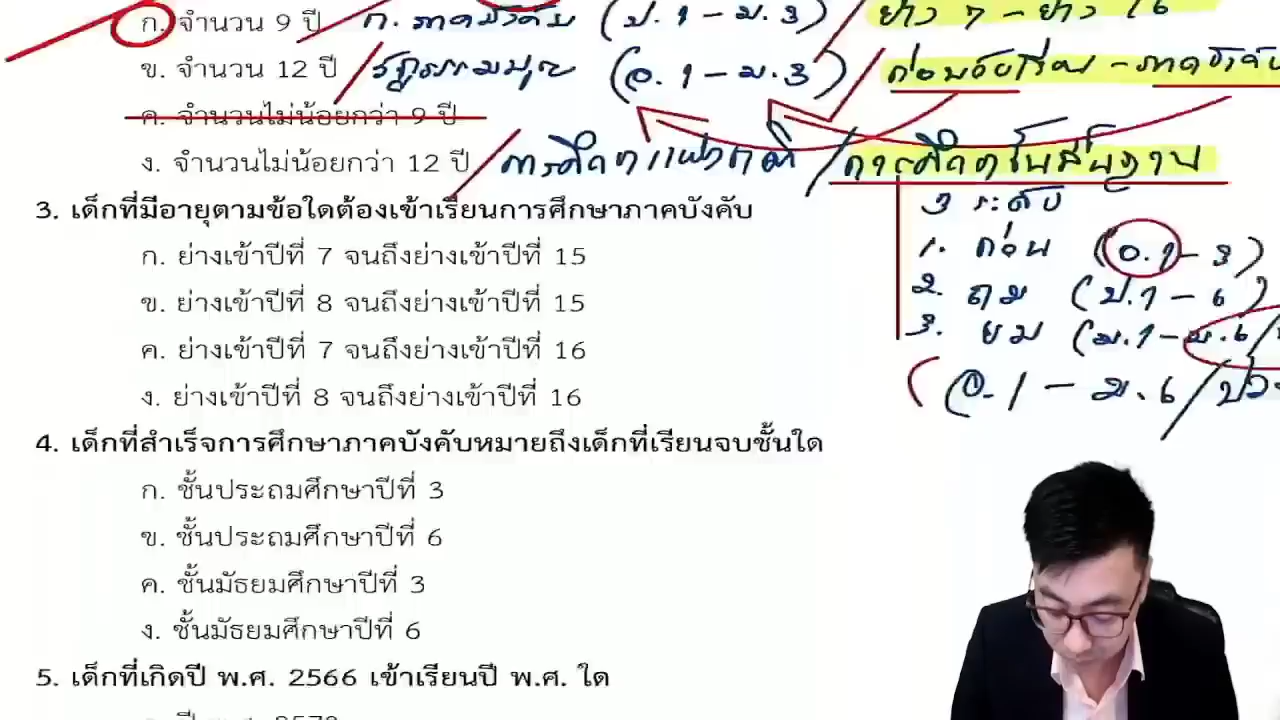 ก. จำนวน 9 ปี / ก. ภาคบังคับ (ป.1 - ม.3) / ย่าง 7 - ย่าง 16
ข. จำนวน 12 ปี / รัฐธรรมนูญ (อ.1 - ม.3) / ก่อนวัยเรียน - ภาคบังคับ
ค. จำนวนไม่น้อยกว่า 9 ปี
ง. จำนวนไม่น้อยกว่า 12 ปี / การศึกษาแห่งชาติ / การศึกษาขั้นพื้นฐาน
3 ระดับ
3. เด็กที่มีอายุตามข้อใดต้องเข้าเรียนการศึกษาภาคบังคับ
ก. ย่างเข้าปีที่ 7 จนถึงย่างเข้าปีที่ 15
1. ก่อน (อ.1 - 3)
ข. ย่างเข้าปีที่ 8 จนถึงย่างเข้าปีที่ 15
2. ถม (ป.1 - 6)
ค. ย่างเข้าปีที่ 7 จนถึงย่างเข้าปีที่ 16
3. ยม (ม.1 - ม.6/
ง. ย่างเข้าปีที่ 8 จนถึงย่างเข้าปีที่ 16
(อ.1 - ม.6/ปว
4. เด็กที่สำเร็จการศึกษาภาคบังคับหมายถึงเด็กที่เรียนจบชั้นใด
ก. ชั้นประถมศึกษาปีที่ 3
ข. ชั้นประถมศึกษาปีที่ 6
ค. ชั้นมัธยมศึกษาปีที่ 3
ง. ชั้นมัธยมศึกษาปีที่ 6
5. เด็กที่เกิดปี พ.ศ. 2566 เข้าเรียนปี พ.ศ. ใด